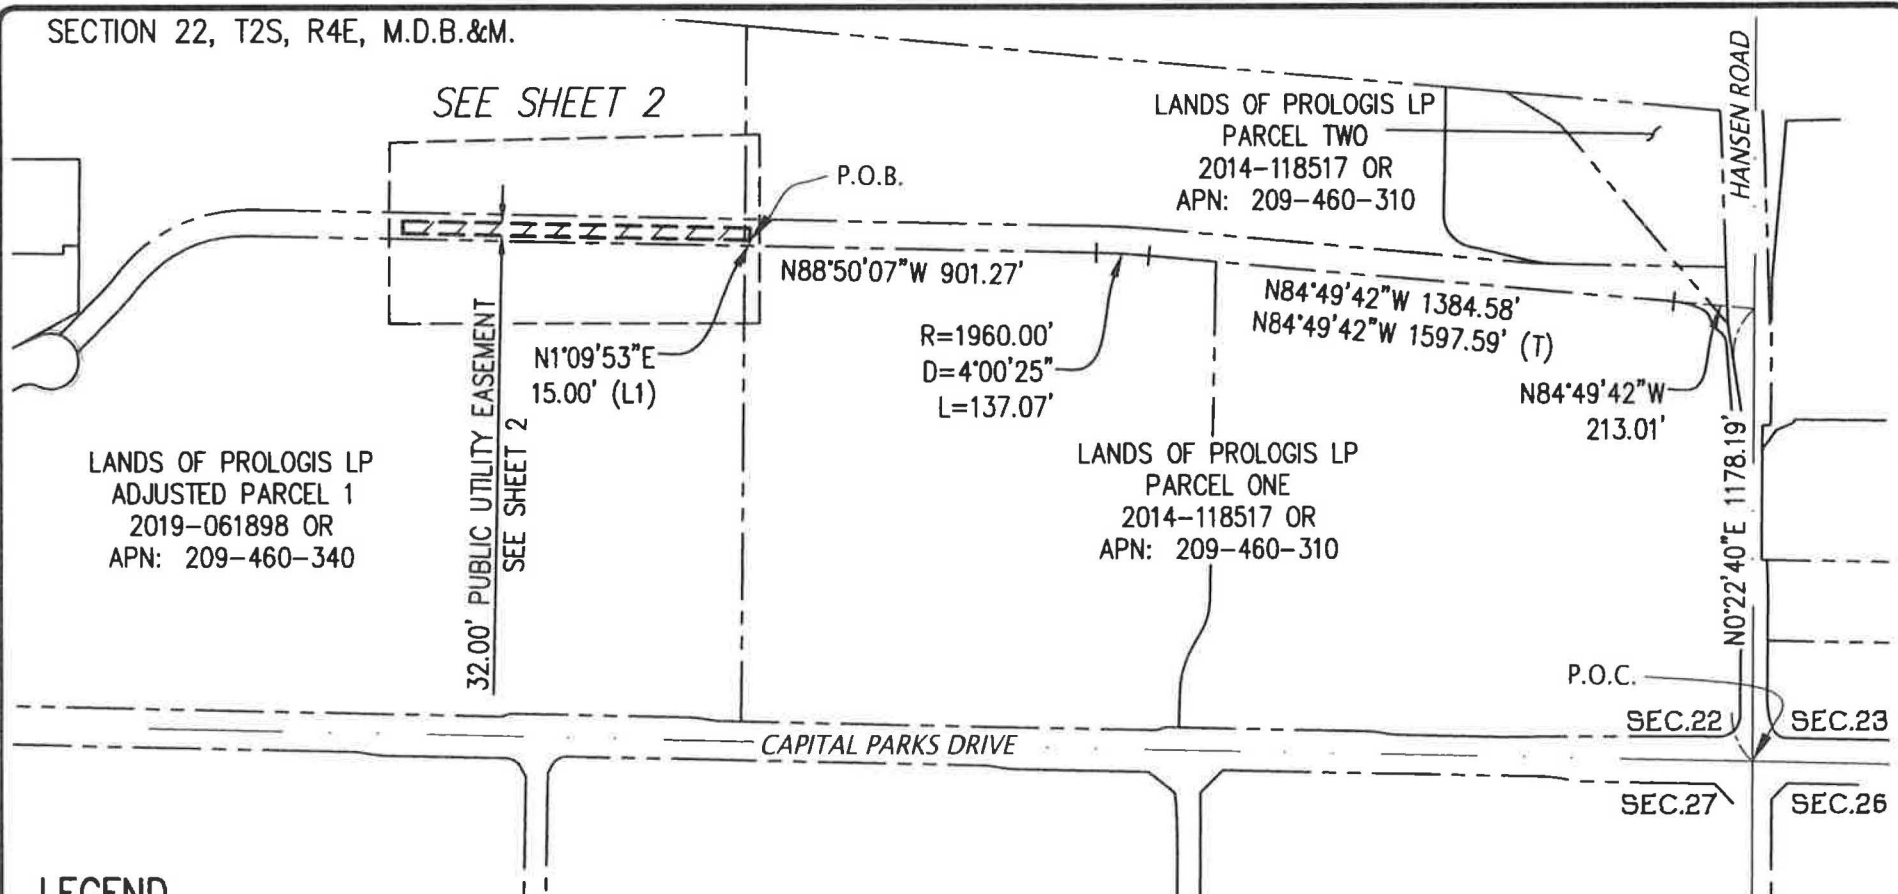 SECTION 22, T2S, R4E, M.D.B.&M.
SEE SHEET 2
LANDS OF PROLOGIS LP
PARCEL TWO
2014-118517 OR
APN: 209-460-310
HANSEN ROAD
P.O.B.
N88°50'07"W 901.27'
N84°49'42"W 1384.58'
N84°49'42"W 1597.59' (T)
R=1960.00'
D=4°00'25"
L=137.07'
N1°09'53"E
15.00' (L1)
N84°49'42"W
213.01'
32.00' PUBLIC UTILITY EASEMENT
SEE SHEET 2
LANDS OF PROLOGIS LP
ADJUSTED PARCEL 1
2019-061898 OR
APN: 209-460-340
LANDS OF PROLOGIS LP
PARCEL ONE
2014-118517 OR
APN: 209-460-310
N0°22'40"E 1178.19'
P.O.C.
SEC.22
SEC.23
CAPITAL PARKS DRIVE
SEC.27
SEC.26
LEGEND